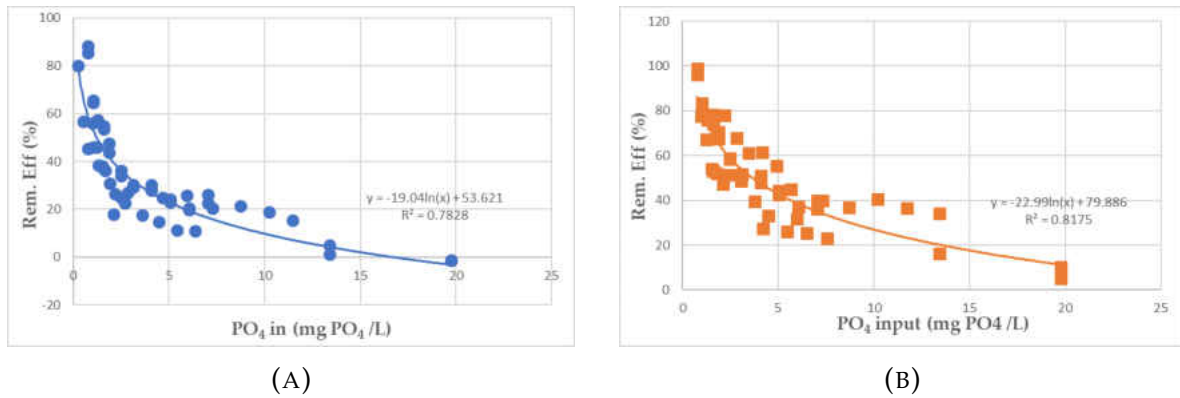 100
80
60
40
20
0
-20
0
5
10
15
20
25
Rem. Eff (%)
PO₄ in (mg PO₄ /L)
y = -19.04ln(x) + 53.621
R² = 0.7828
(A)
120
100
80
60
40
20
0
0
5
10
15
20
25
Rem. Eff (%)
PO₄ input (mg PO4 /L)
y = -22.99ln(x) + 79.886
R² = 0.8175
(B)